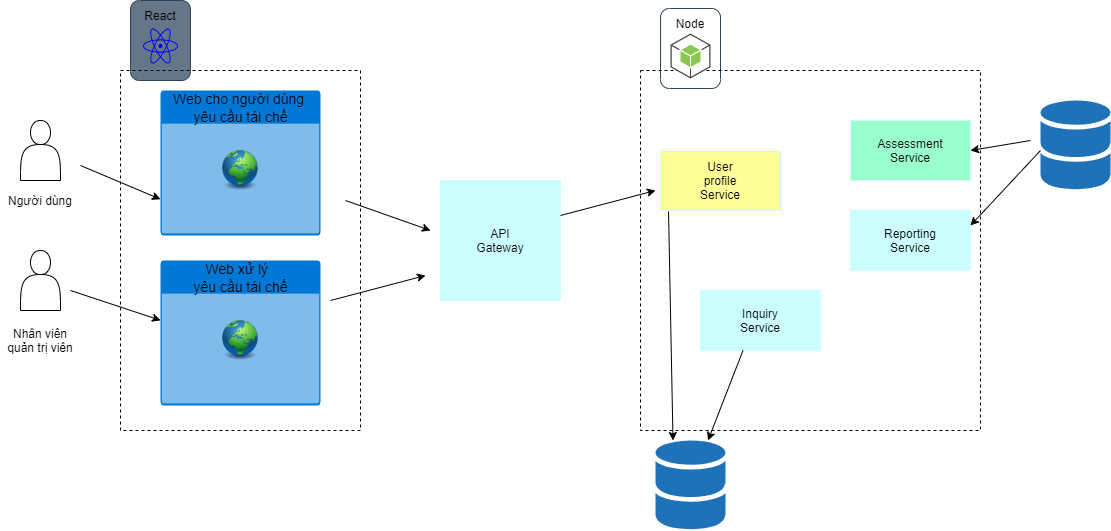 React
Web cho người dùng
yêu cầu tái chế
Người dùng
Web xử lý
yêu cầu tái chế
Nhân viên
quản trị viên
API
Gateway
Node
User
profile
Service
Assessment
Service
Reporting
Service
Inquiry
Service